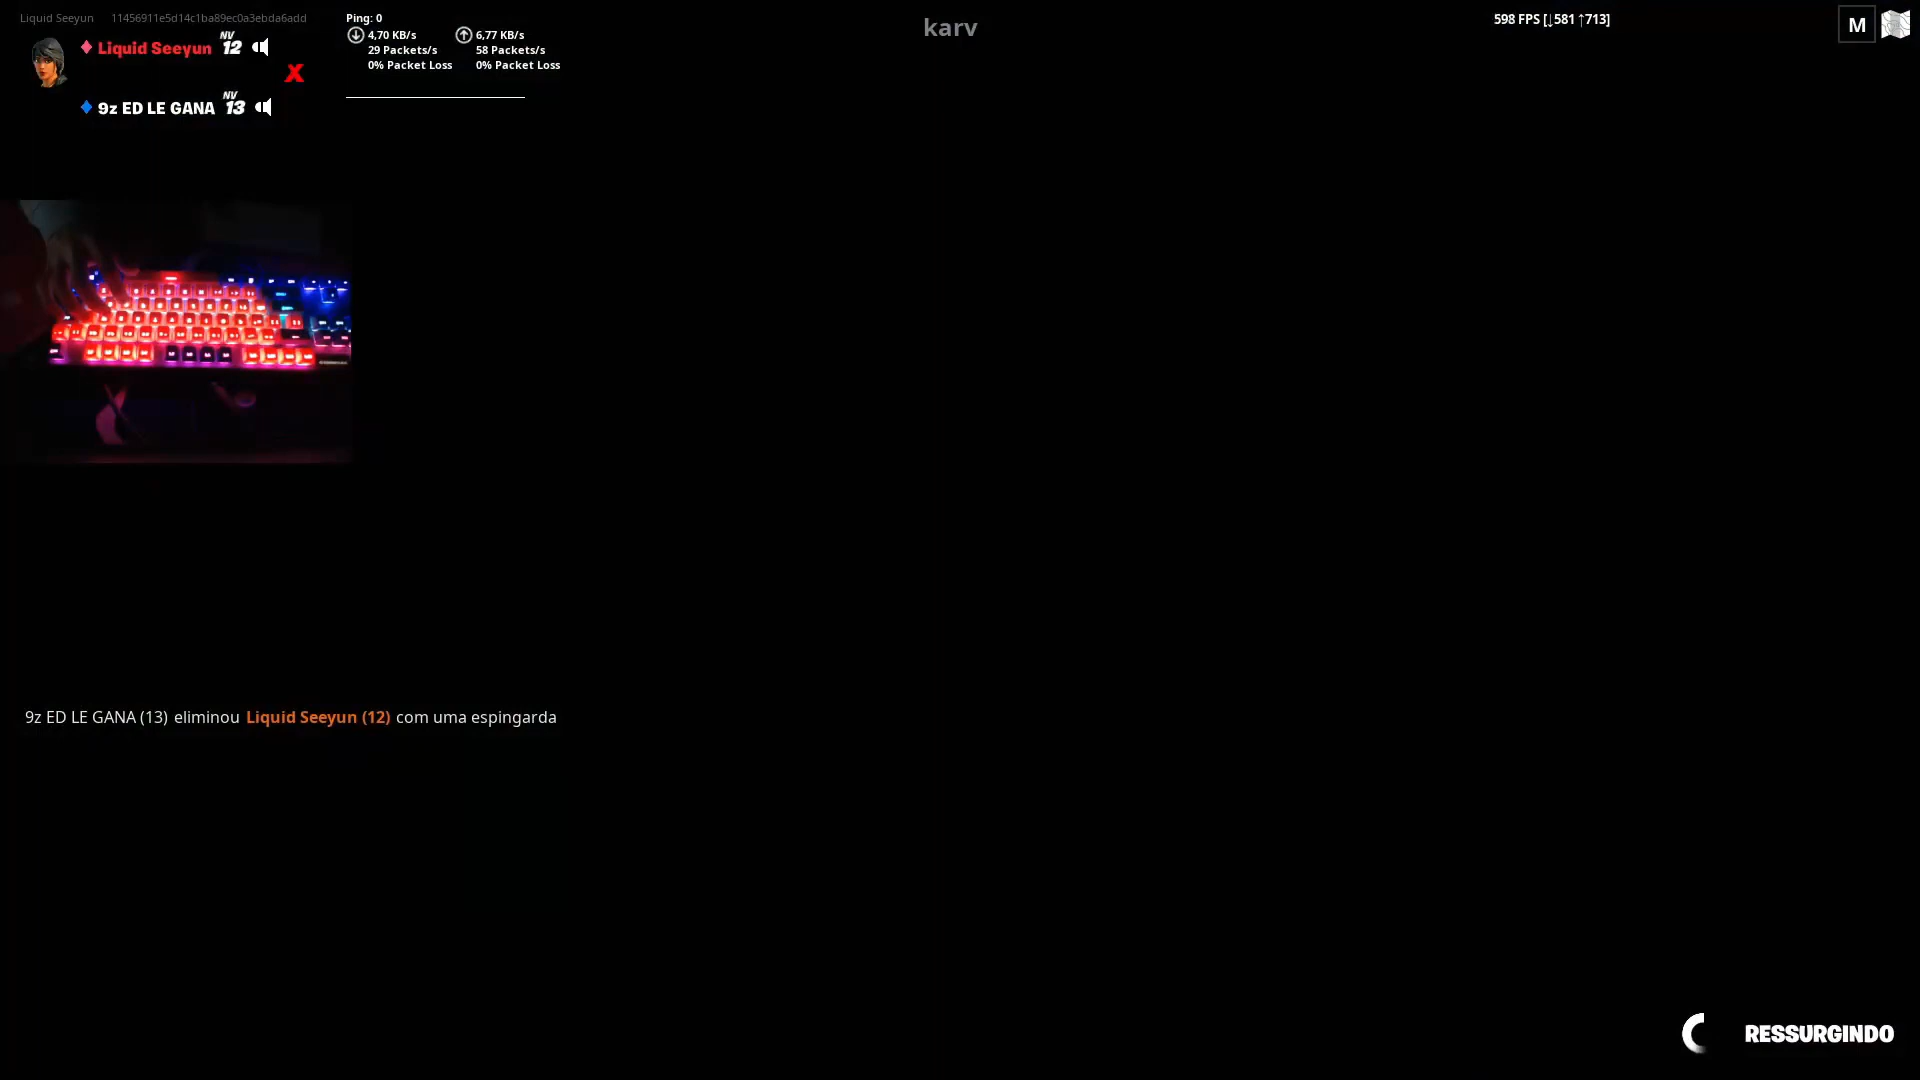 Liquid Seeyun 11456911e5d14c1ba89ec0a3ebda6add
Liquid Seeyun NV 12
X
9z ED LE GANA NV 13
Ping: 0
4,70 KB/s 6,77 KB/s
29 Packets/s 58 Packets/s
0% Packet Loss 0% Packet Loss
karv
598 FPS [↓581 ↑713]
M
9z ED LE GANA (13) eliminou Liquid Seeyun (12) com uma espingarda
RESSURGINDO